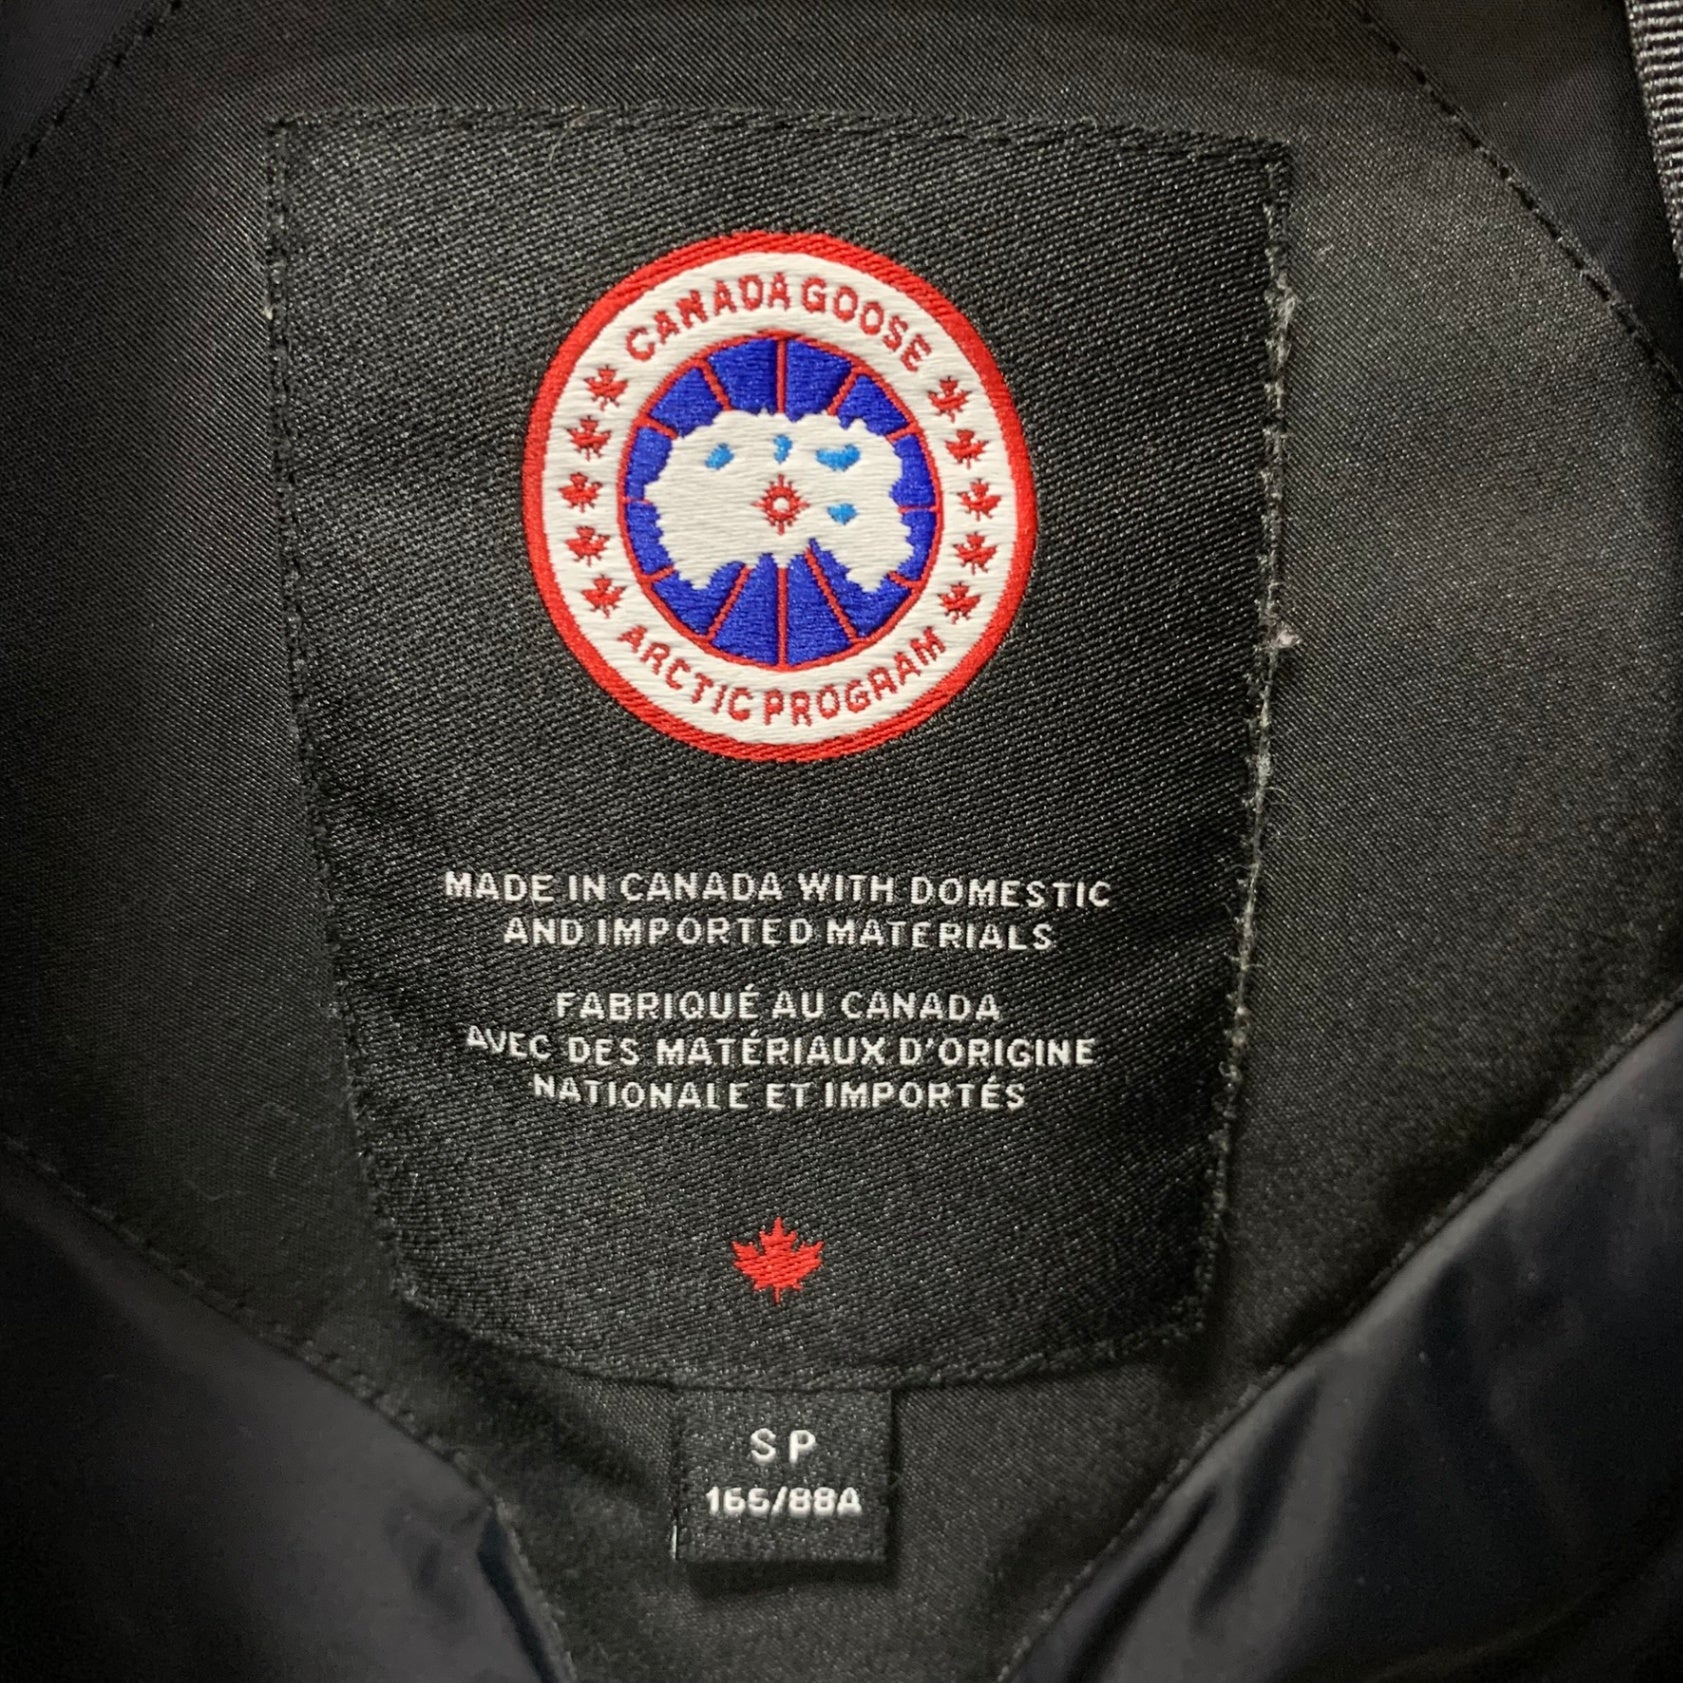 CANADA GOOSE
ARCTIC PROGRAM
MADE IN CANADA WITH DOMESTIC
AND IMPORTED MATERIALS
FABRIQUÉ AU CANADA
AVEC DES MATÉRIAUX D'ORIGINE
NATIONALE ET IMPORTÉS
SP
165/88A